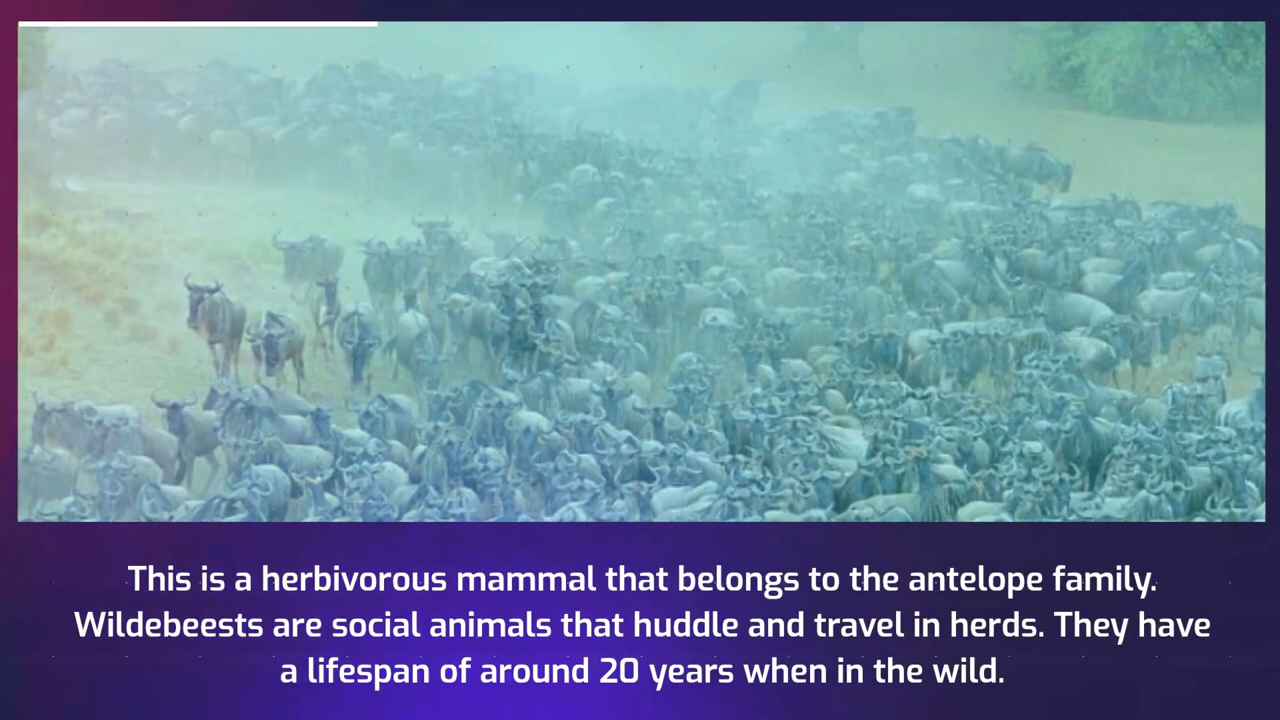 This is a herbivorous mammal that belongs to the antelope family.
Wildebeests are social animals that huddle and travel in herds. They have
a lifespan of around 20 years when in the wild.